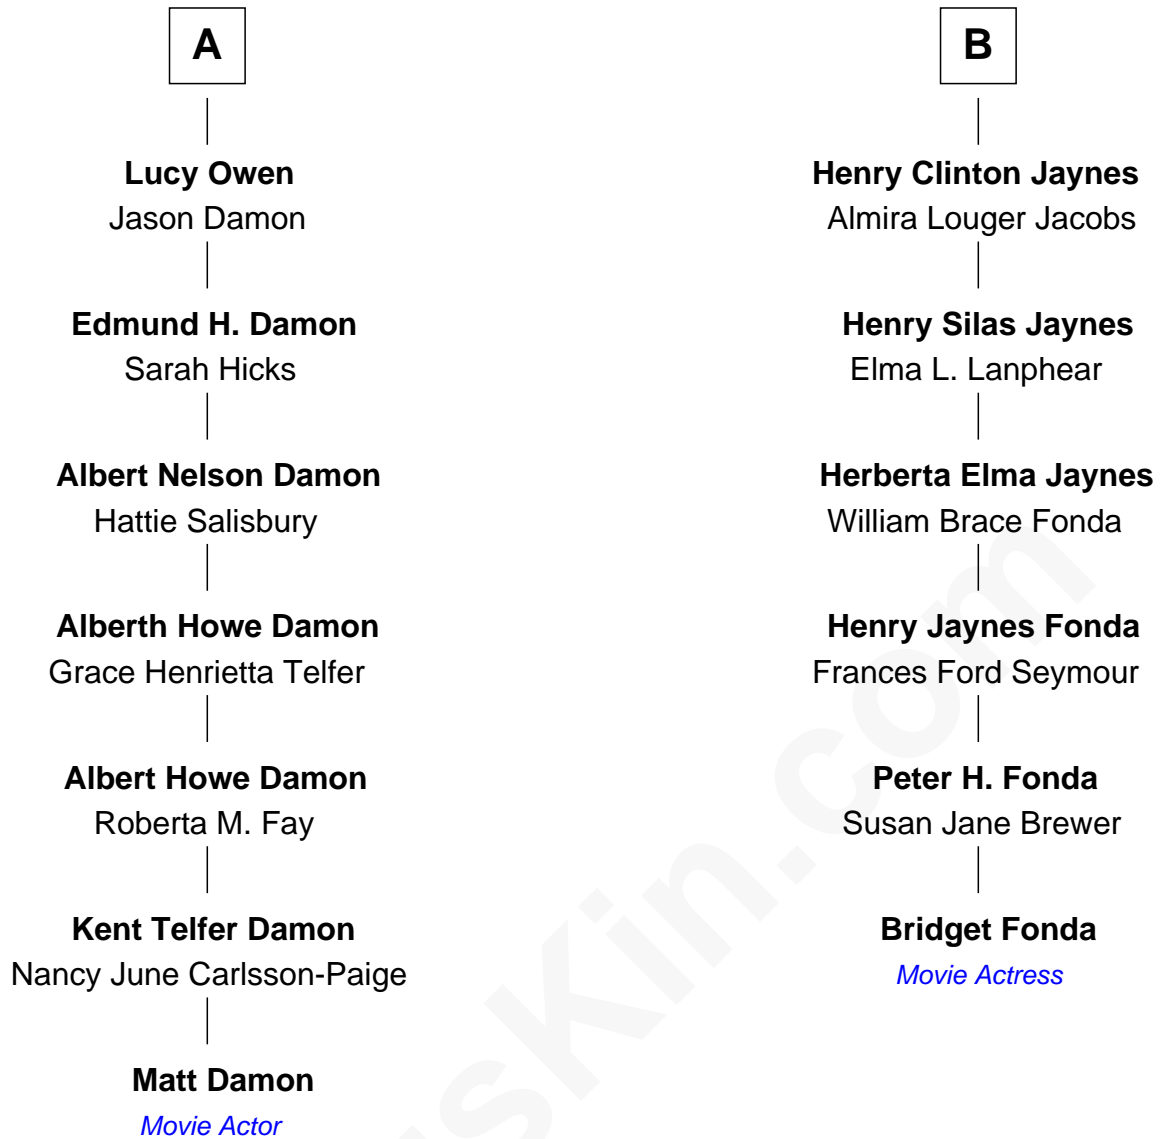 A
Lucy Owen
Jason Damon
Edmund H. Damon
Sarah Hicks
Albert Nelson Damon
Hattie Salisbury
Alberth Howe Damon
Grace Henrietta Telfer
Albert Howe Damon
Roberta M. Fay
Kent Telfer Damon
Nancy June Carlsson-Paige
Matt Damon
Movie Actor
B
Henry Clinton Jaynes
Almira Louger Jacobs
Henry Silas Jaynes
Elma L. Lanphear
Herberta Elma Jaynes
William Brace Fonda
Henry Jaynes Fonda
Frances Ford Seymour
Peter H. Fonda
Susan Jane Brewer
Bridget Fonda
Movie Actress